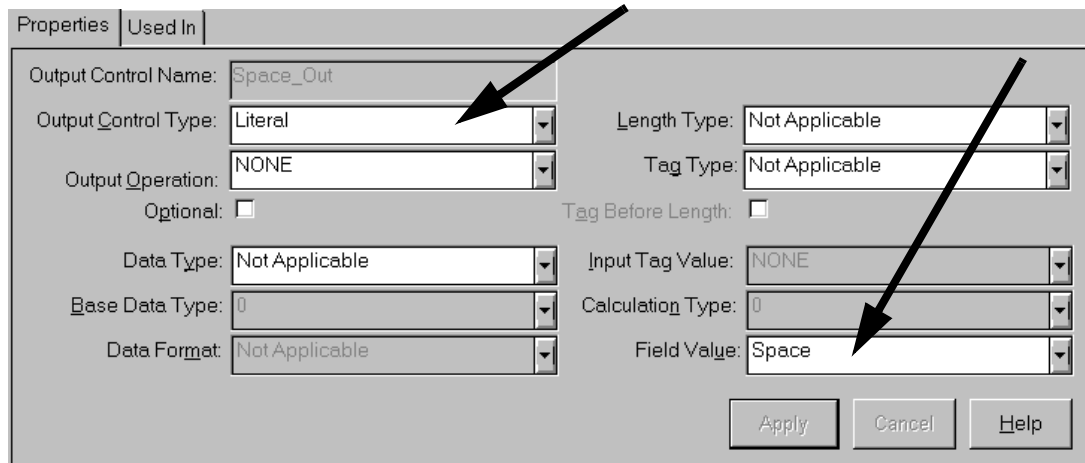 Properties Used In
Output Control Name: Space_Out
Output Control Type: Literal Length Type: Not Applicable
Output Operation: NONE Tag Type: Not Applicable
Optional: Tag Before Length:
Data Type: Not Applicable Input Tag Value: NONE
Base Data Type: 0 Calculation Type: 0
Data Format: Not Applicable Field Value: Space
Apply Cancel Help